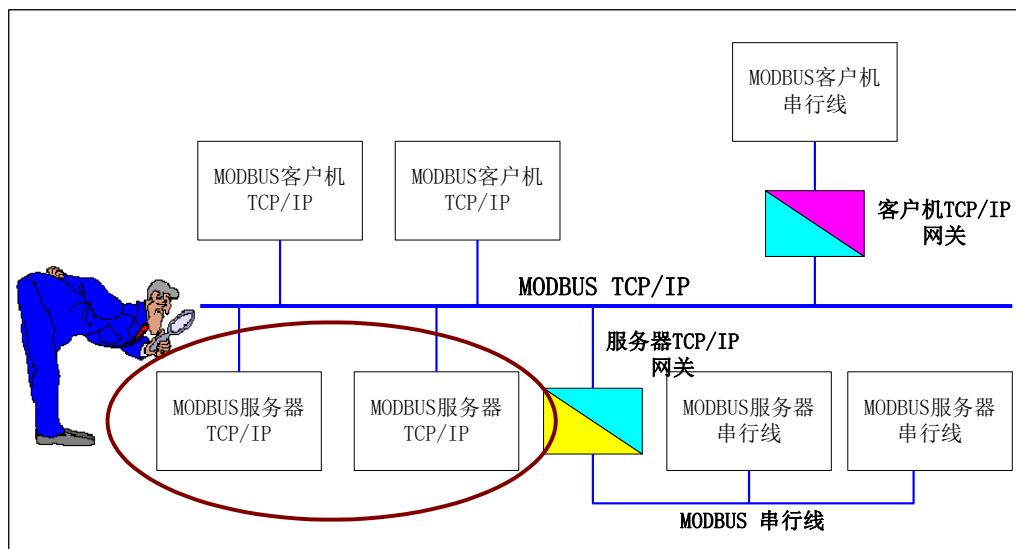 MODBUS客户机
串行线
MODBUS客户机
TCP/IP
MODBUS客户机
TCP/IP
客户机TCP/IP
网关
MODBUS TCP/IP
服务器TCP/IP
网关
MODBUS服务器
TCP/IP
MODBUS服务器
TCP/IP
MODBUS服务器
串行线
MODBUS服务器
串行线
MODBUS 串行线